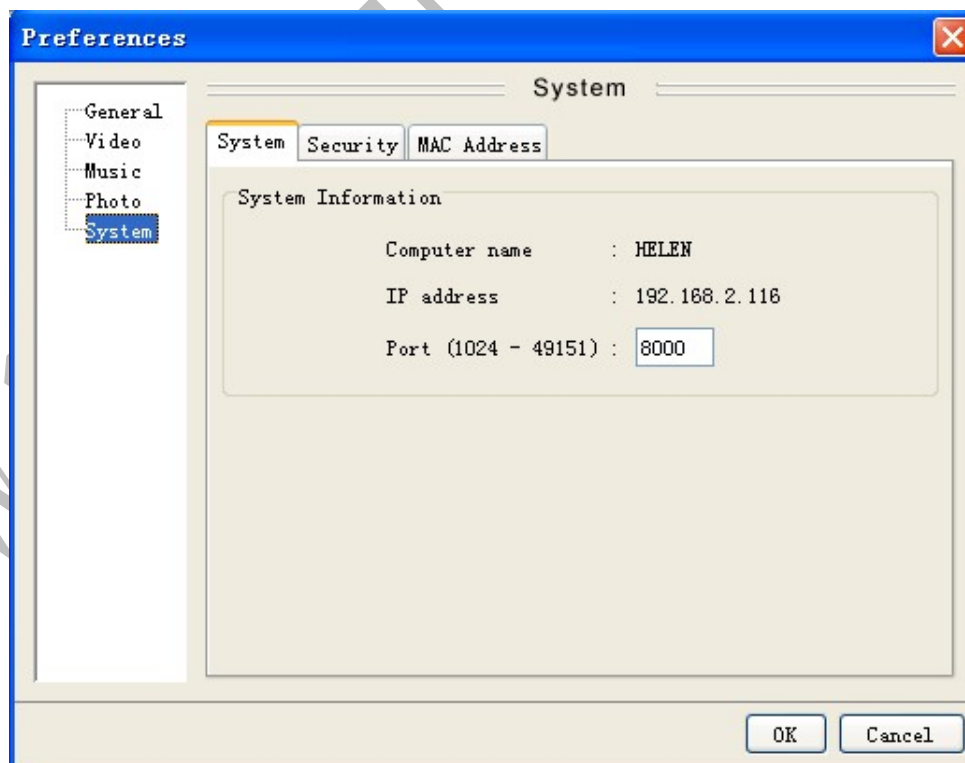 Preferences
General
Video
Music
Photo
System
System
System Security MAC Address
System Information
Computer name : HELEN
IP address : 192.168.2.116
Port (1024 - 49151) : 8000
OK Cancel